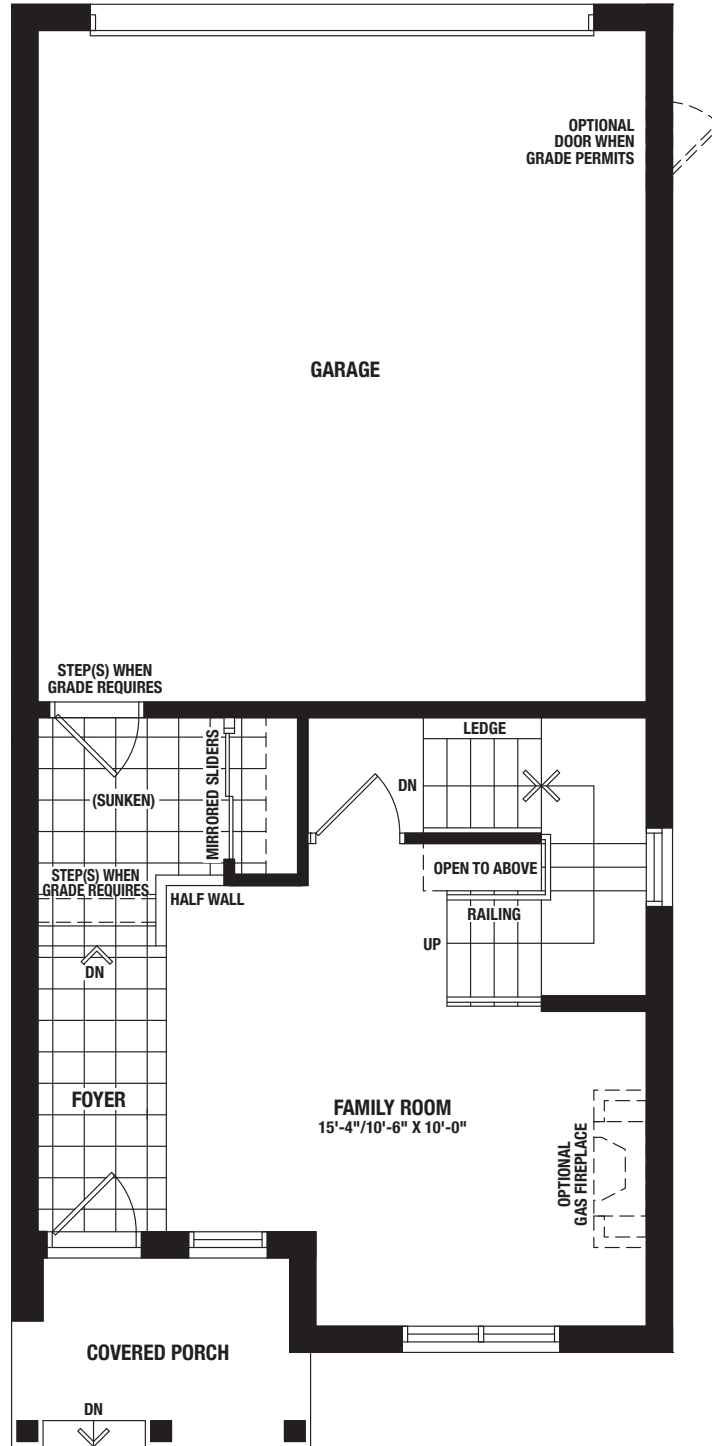 OPTIONAL
DOOR WHEN
GRADE PERMITS
GARAGE
STEP(S) WHEN
GRADE REQUIRES
(SUNKEN)
MIRRORED SLIDERS
LEDGE
DN
OPEN TO ABOVE
STEP(S) WHEN
GRADE REQUIRES
HALF WALL
RAILING
UP
DN
FOYER
FAMILY ROOM
15'-4"/10'-6" X 10'-0"
OPTIONAL
GAS FIREPLACE
COVERED PORCH
DN